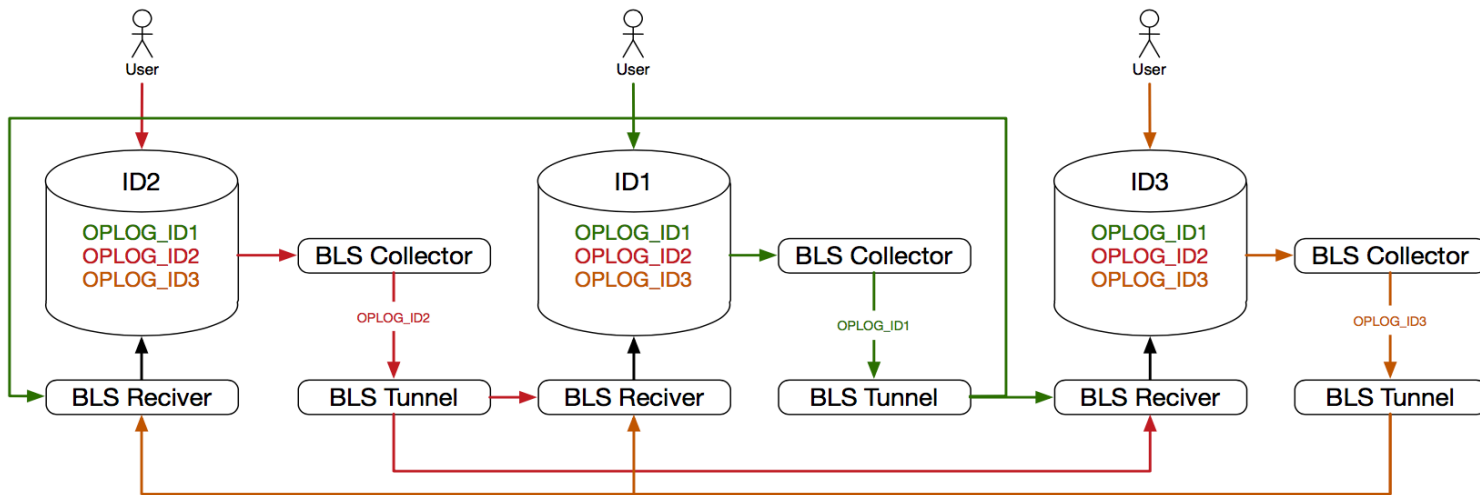 User
User
User
ID2
ID1
ID3
OPLOG_ID1
OPLOG_ID2
OPLOG_ID3
OPLOG_ID1
OPLOG_ID2
OPLOG_ID3
OPLOG_ID1
OPLOG_ID2
OPLOG_ID3
BLS Collector
BLS Collector
BLS Collector
OPLOG_ID2
OPLOG_ID1
OPLOG_ID3
BLS Reciver
BLS Tunnel
BLS Reciver
BLS Tunnel
BLS Reciver
BLS Tunnel